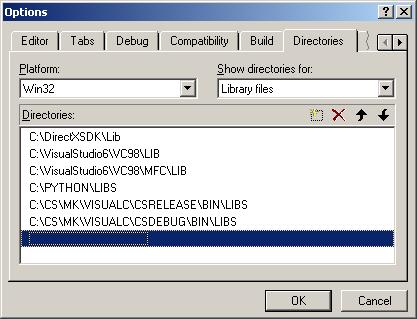 Options
Editor Tabs Debug Compatibility Build Directories
Platform: Show directories for:
Win32 Library files
Directories:
C:\DirectXSDK\Lib
C:\VisualStudio6\VC98\LIB
C:\VisualStudio6\VC98\MFC\LIB
C:\PYTHON\LIBS
C:\CS\MK\VISUALC\CSRELEASE\BIN\LIBS
C:\CS\MK\VISUALC\CSDEBUG\BIN\LIBS
OK Cancel